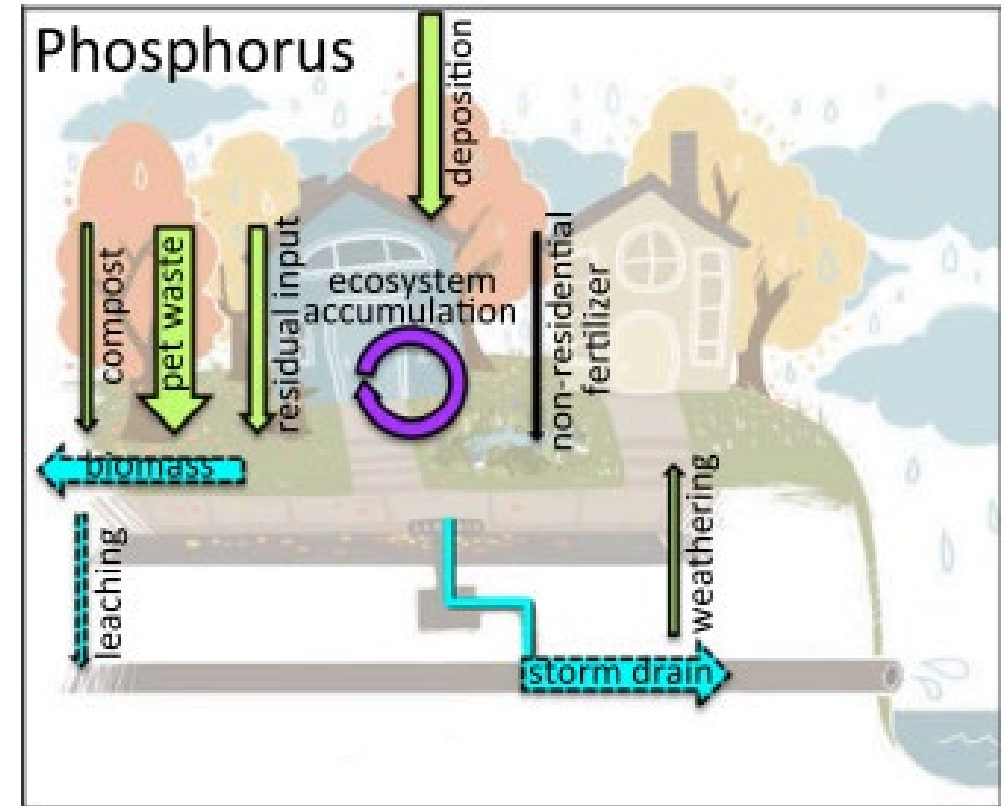 Phosphorus
deposition
compost
pet waste
residual input
ecosystem
accumulation
non-residential
fertilizer
biomass
leaching
weathering
storm drain